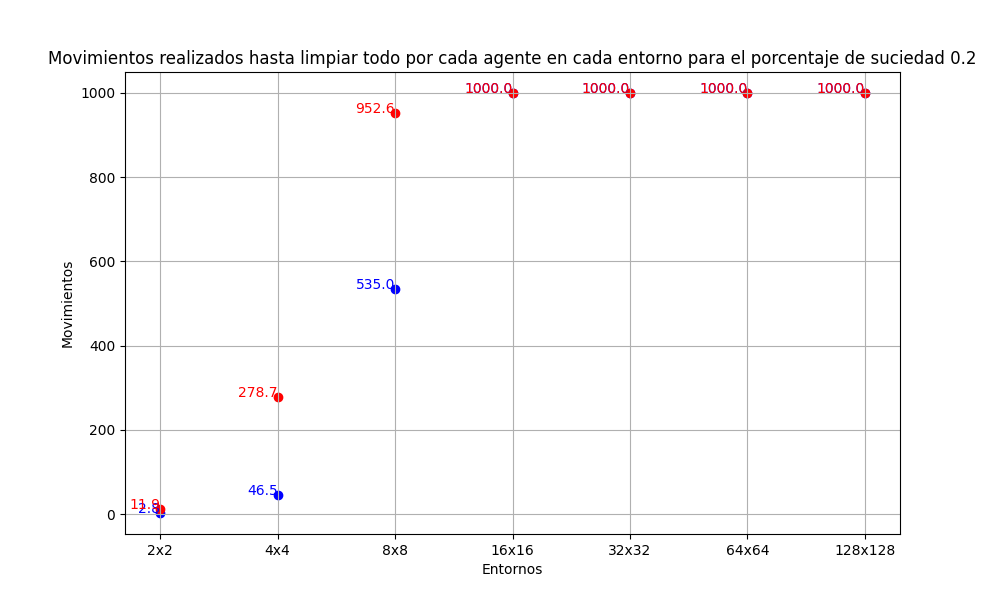 Movimientos realizados hasta limpiar todo por cada agente en cada entorno para el porcentaje de suciedad 0.2
1000.0 1000.0 1000.0 1000.0
1000
952.6
800
Movimientos
600
535.0
400
278.7
200
46.5
0
2x2 4x4 8x8 16x16 32x32 64x64 128x128
Entornos